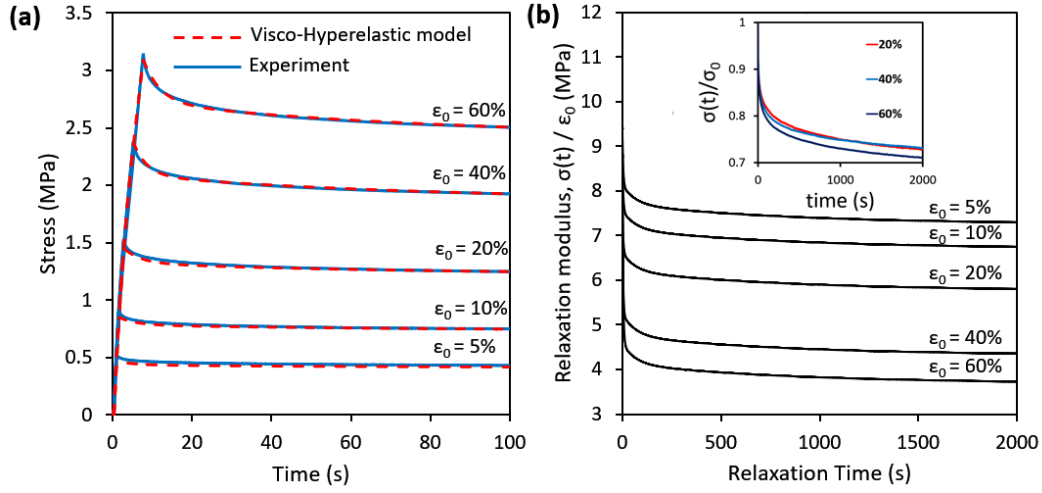 (a)
3.5
3
2.5
2
1.5
1
0.5
0
Stress (MPa)
Visco-Hyperelastic model
Experiment
ε0 = 60%
ε0 = 40%
ε0 = 20%
ε0 = 10%
ε0 = 5%
0 20 40 60 80 100
Time (s)
(b)
12
11
10
9
8
7
6
5
4
3
Relaxation modulus, σ(t) / ε0 (MPa)
1
0.9
0.8
0.7
σ(t)/σ0
20%
40%
60%
0 1000 2000
time (s)
ε0 = 5%
ε0 = 10%
ε0 = 20%
ε0 = 40%
ε0 = 60%
0 500 1000 1500 2000
Relaxation Time (s)